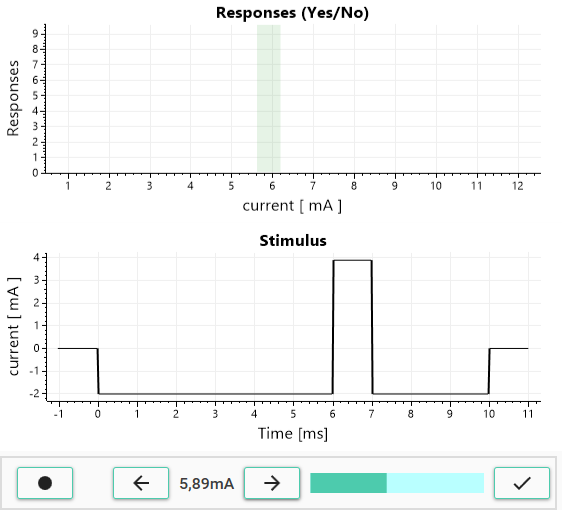 Responses (Yes/No)
Responses
9
8
7
6
5
4
3
2
1
0
1 2 3 4 5 6 7 8 9 10 11 12
current [ mA ]
Stimulus
current [ mA ]
4
3
2
1
0
-1
-2
-1 0 1 2 3 4 5 6 7 8 9 10 11
Time [ms]
5,89mA